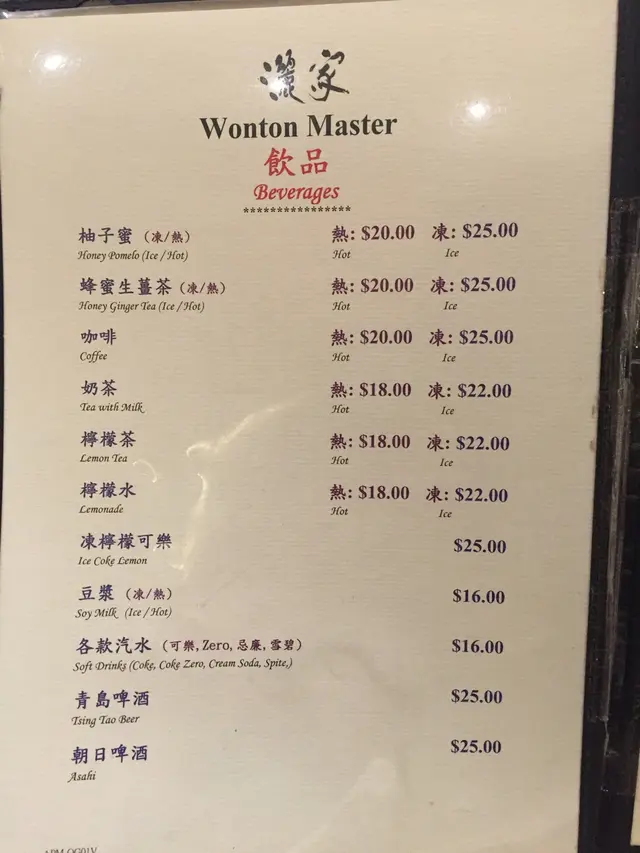 灑家
Wonton Master
飲品
Beverages
****************
柚子蜜 (凍/熱) 熱: $20.00 凍: $25.00
Honey Pomelo (Ice / Hot) Hot Ice
蜂蜜生薑茶 (凍/熱) 熱: $20.00 凍: $25.00
Honey Ginger Tea (Ice / Hot) Hot Ice
咖啡 熱: $20.00 凍: $25.00
Coffee Hot Ice
奶茶 熱: $18.00 凍: $22.00
Tea with Milk Hot Ice
檸檬茶 熱: $18.00 凍: $22.00
Lemon Tea Hot Ice
檸檬水 熱: $18.00 凍: $22.00
Lemonade Hot Ice
凍檸檬可樂 $25.00
Ice Coke Lemon
豆漿 (凍/熱) $16.00
Soy Milk (Ice / Hot)
各款汽水 (可樂, Zero, 忌廉, 雪碧) $16.00
Soft Drinks (Coke, Coke Zero, Cream Soda, Spite,)
青島啤酒 $25.00
Tsing Tao Beer
朝日啤酒 $25.00
Asahi